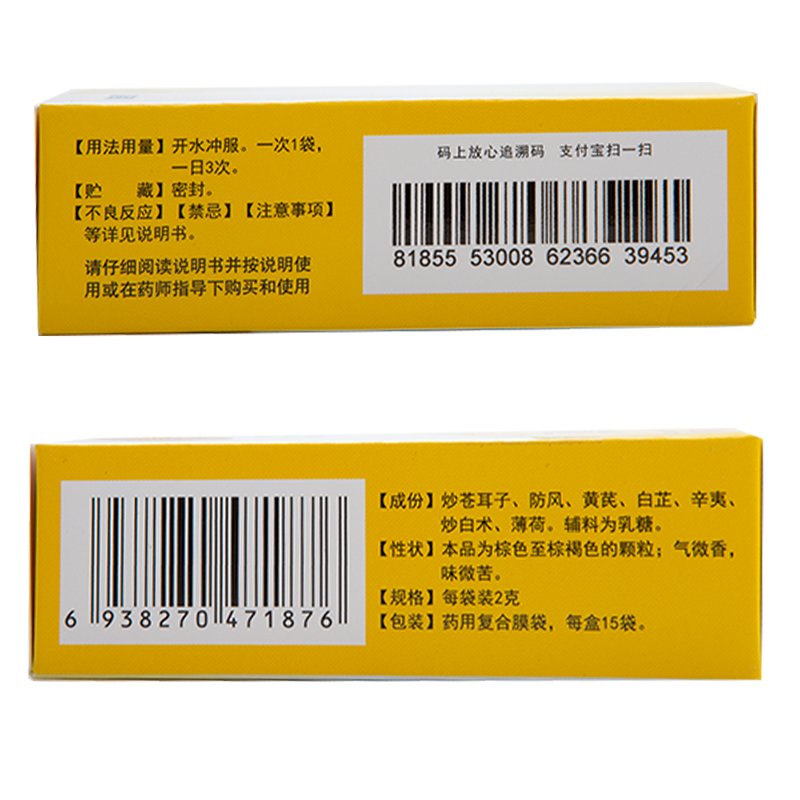 【用法用量】开水冲服。一次1袋，
一日3次。
【贮　　藏】密封。
【不良反应】【禁忌】【注意事项】
等详见说明书。
请仔细阅读说明书并按说明使
用或在药师指导下购买和使用
码上放心追溯码　支付宝扫一扫
81855 53008 62366 39453
6 938270 471876
【成份】炒苍耳子、防风、黄芪、白芷、辛夷、
炒白术、薄荷。辅料为乳糖。
【性状】本品为棕色至棕褐色的颗粒；气微香，
味微苦。
【规格】每袋装2克
【包装】药用复合膜袋，每盒15袋。